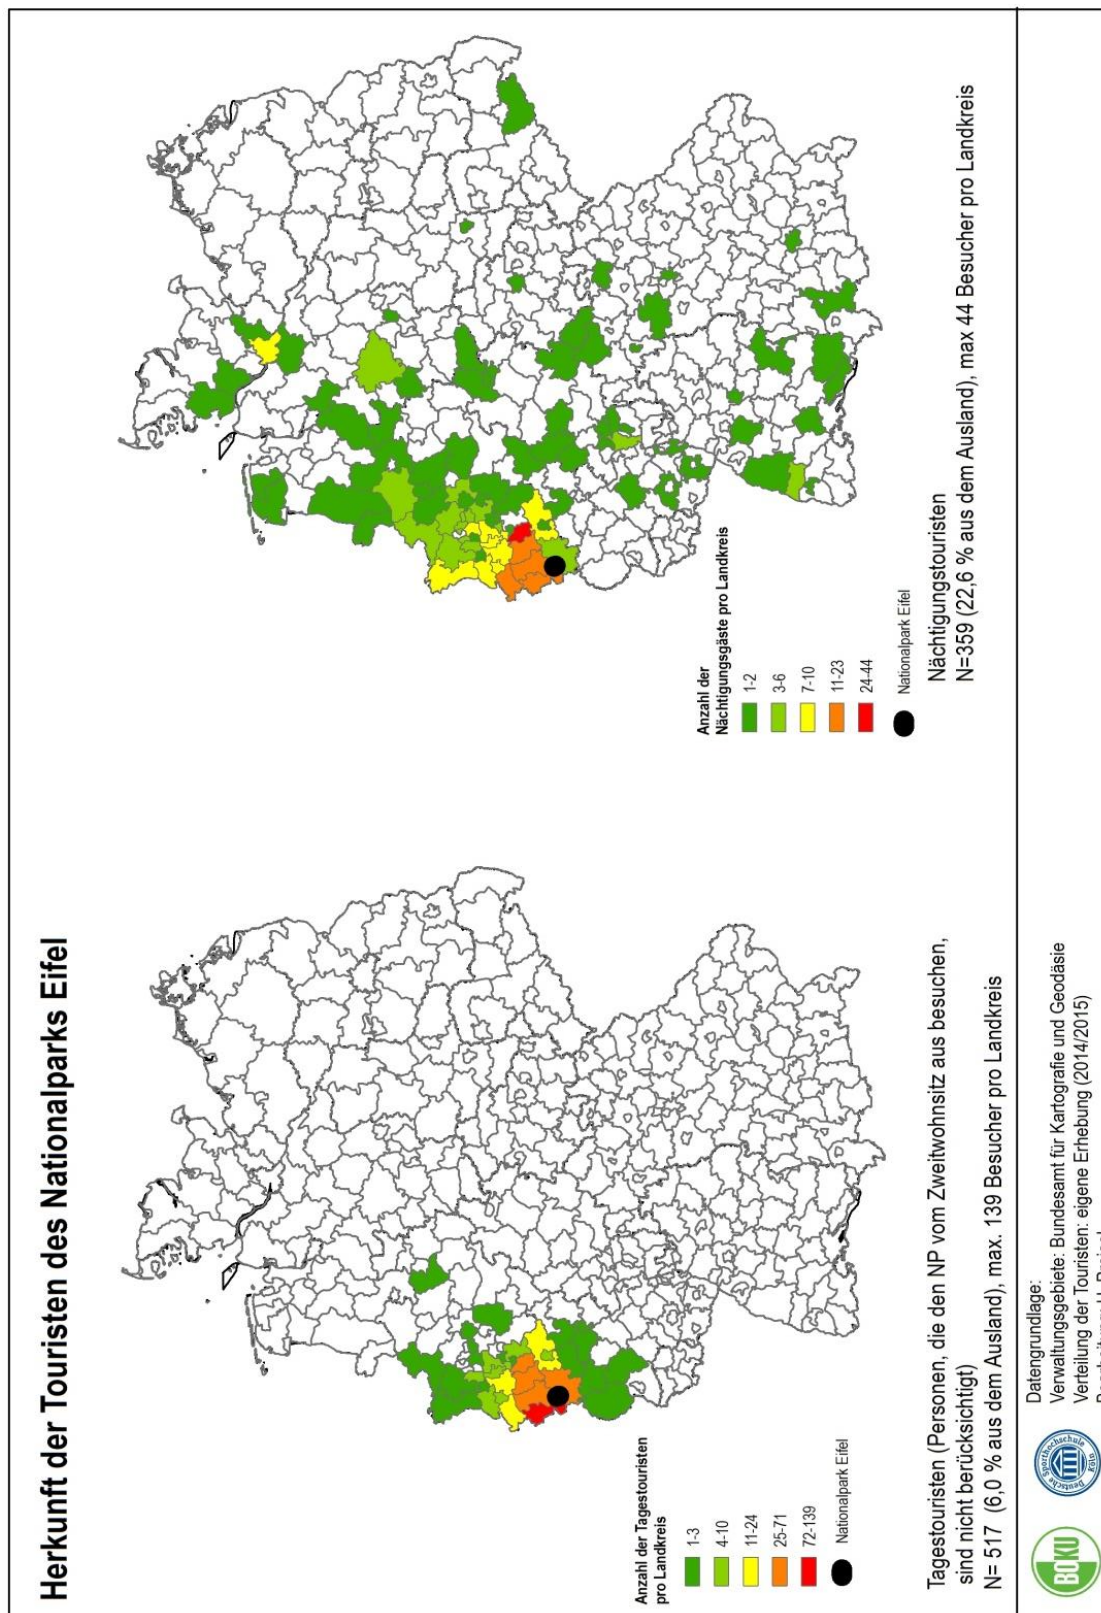 Herkunft der Touristen des Nationalparks Eifel
Anzahl der Tagestouristen
pro Landkreis
1-3
4-10
11-24
25-71
72-139
Nationalpark Eifel
Tagestouristen (Personen, die den NP vom Zweitwohnsitz aus besuchen,
sind nicht berücksichtigt)
N= 517 (6,0 % aus dem Ausland), max. 139 Besucher pro Landkreis
Anzahl der
Nächtigungsgäste pro Landkreis
1-2
3-6
7-10
11-23
24-44
Nationalpark Eifel
Nächtigungstouristen
N=359 (22,6 % aus dem Ausland), max 44 Besucher pro Landkreis
BOKU
Deutsche Sporthochschule Köln
Datengrundlage:
Verwaltungsgebiete: Bundesamt für Kartografie und Geodäsie
Verteilung der Touristen: eigene Erhebung (2014/2015)